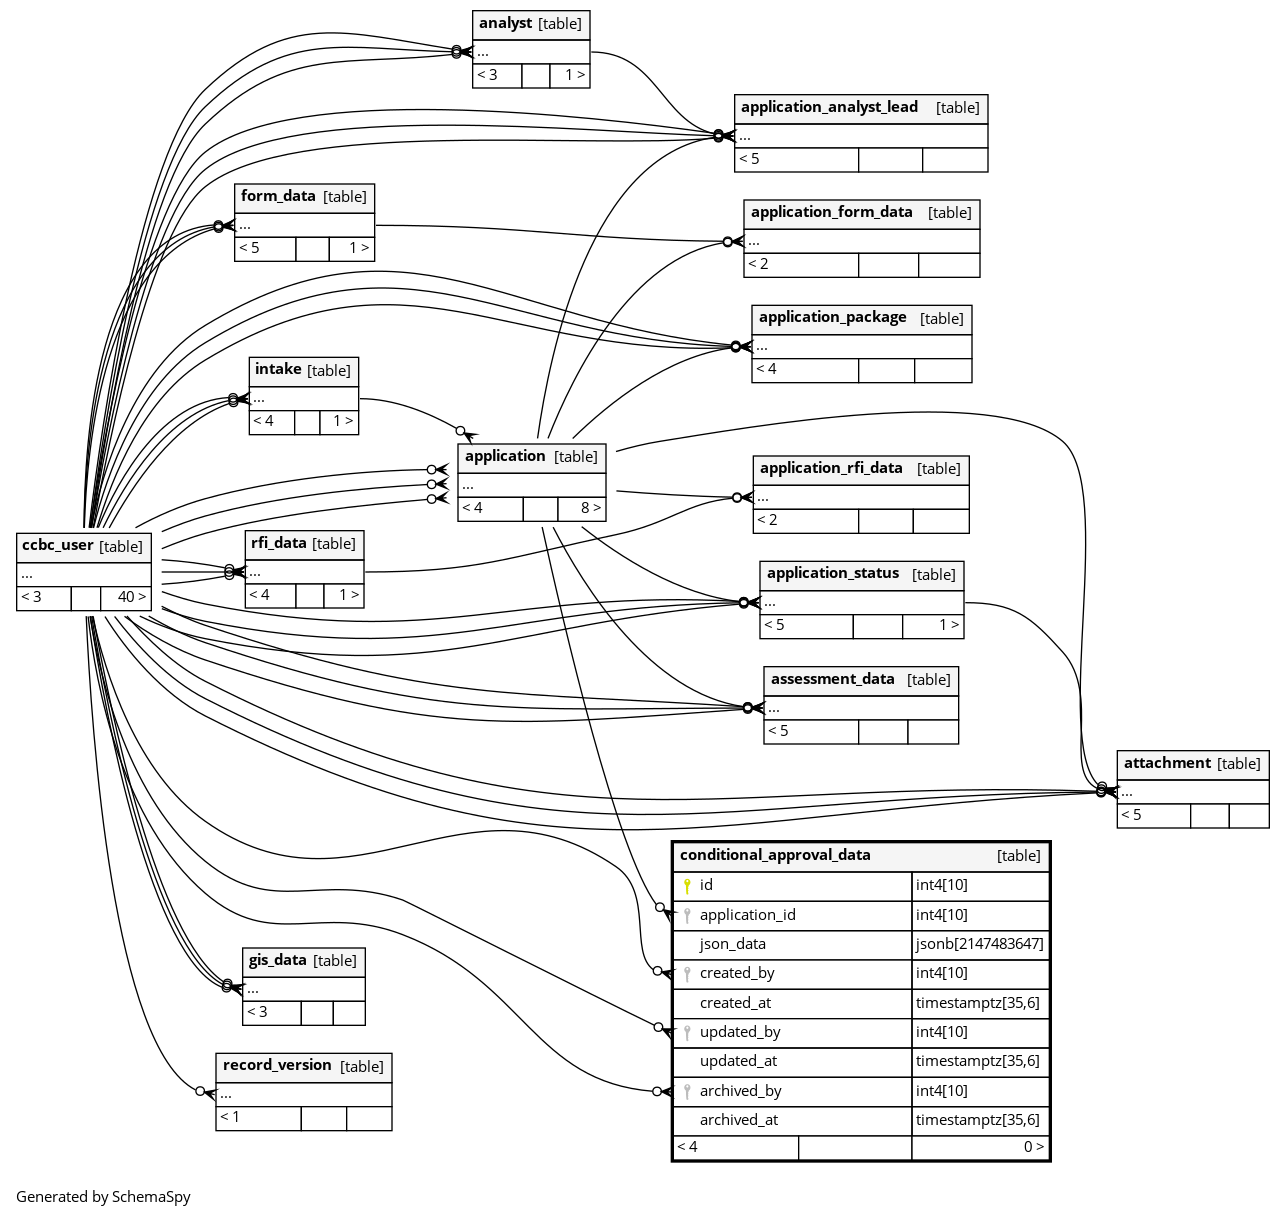 analyst [table]
...
< 3 1 >
application_analyst_lead [table]
...
< 5
form_data [table]
...
< 5 1 >
application_form_data [table]
...
< 2
application_package [table]
...
< 4
intake [table]
...
< 4 1 >
application [table]
...
< 4 8 >
application_rfi_data [table]
...
< 2
ccbc_user [table]
...
< 3 40 >
rfi_data [table]
...
< 4 1 >
application_status [table]
...
< 5 1 >
assessment_data [table]
...
< 5
attachment [table]
...
< 5
conditional_approval_data [table]
id int4[10]
application_id int4[10]
json_data jsonb[2147483647]
created_by int4[10]
created_at timestamptz[35,6]
updated_by int4[10]
updated_at timestamptz[35,6]
archived_by int4[10]
archived_at timestamptz[35,6]
< 4 0 >
gis_data [table]
...
< 3
record_version [table]
...
< 1
Generated by SchemaSpy